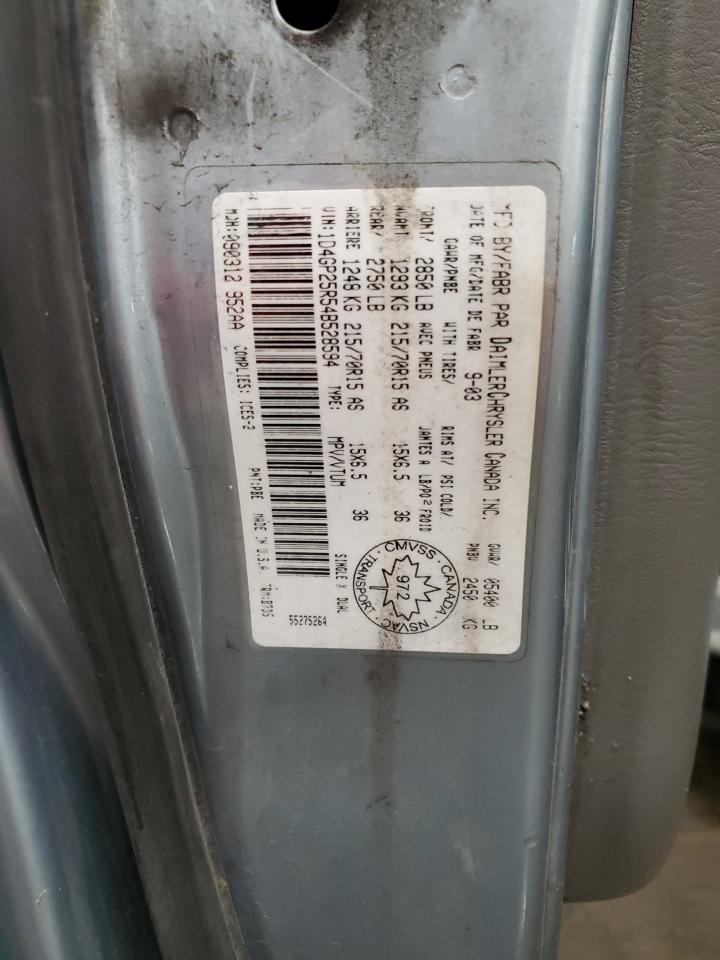 BY/FABR PAR DAIMLERCHRYSLER CANADA INC.
DATE OF MFG/DATE DE FABR 9-03
GVWR/ 05400 LB
PNBV 2450 KG
GAWR/PNBE WITH TIRES/ RIMS AT/ PSI COLD/
AVEC PNEUS JANTES A LB/PO² FROID
FRONT/ 2850 LB
AVANT 1293 KG 215/70R15 AS 15X6.5 36
REAR/ 2750 LB
ARRIERE 1248 KG 215/70R15 AS 15X6.5 36
CMVSS · CANADA · NSVAC · TRANSPORT ·
972
VIN:1D4GP25R54B528594 TYPE: MPV/VTUM SINGLE X DUAL
MDH:090312 952AA COMPLIES: ICES-2 PNT:PBE MADE IN U.S.A.
55275264